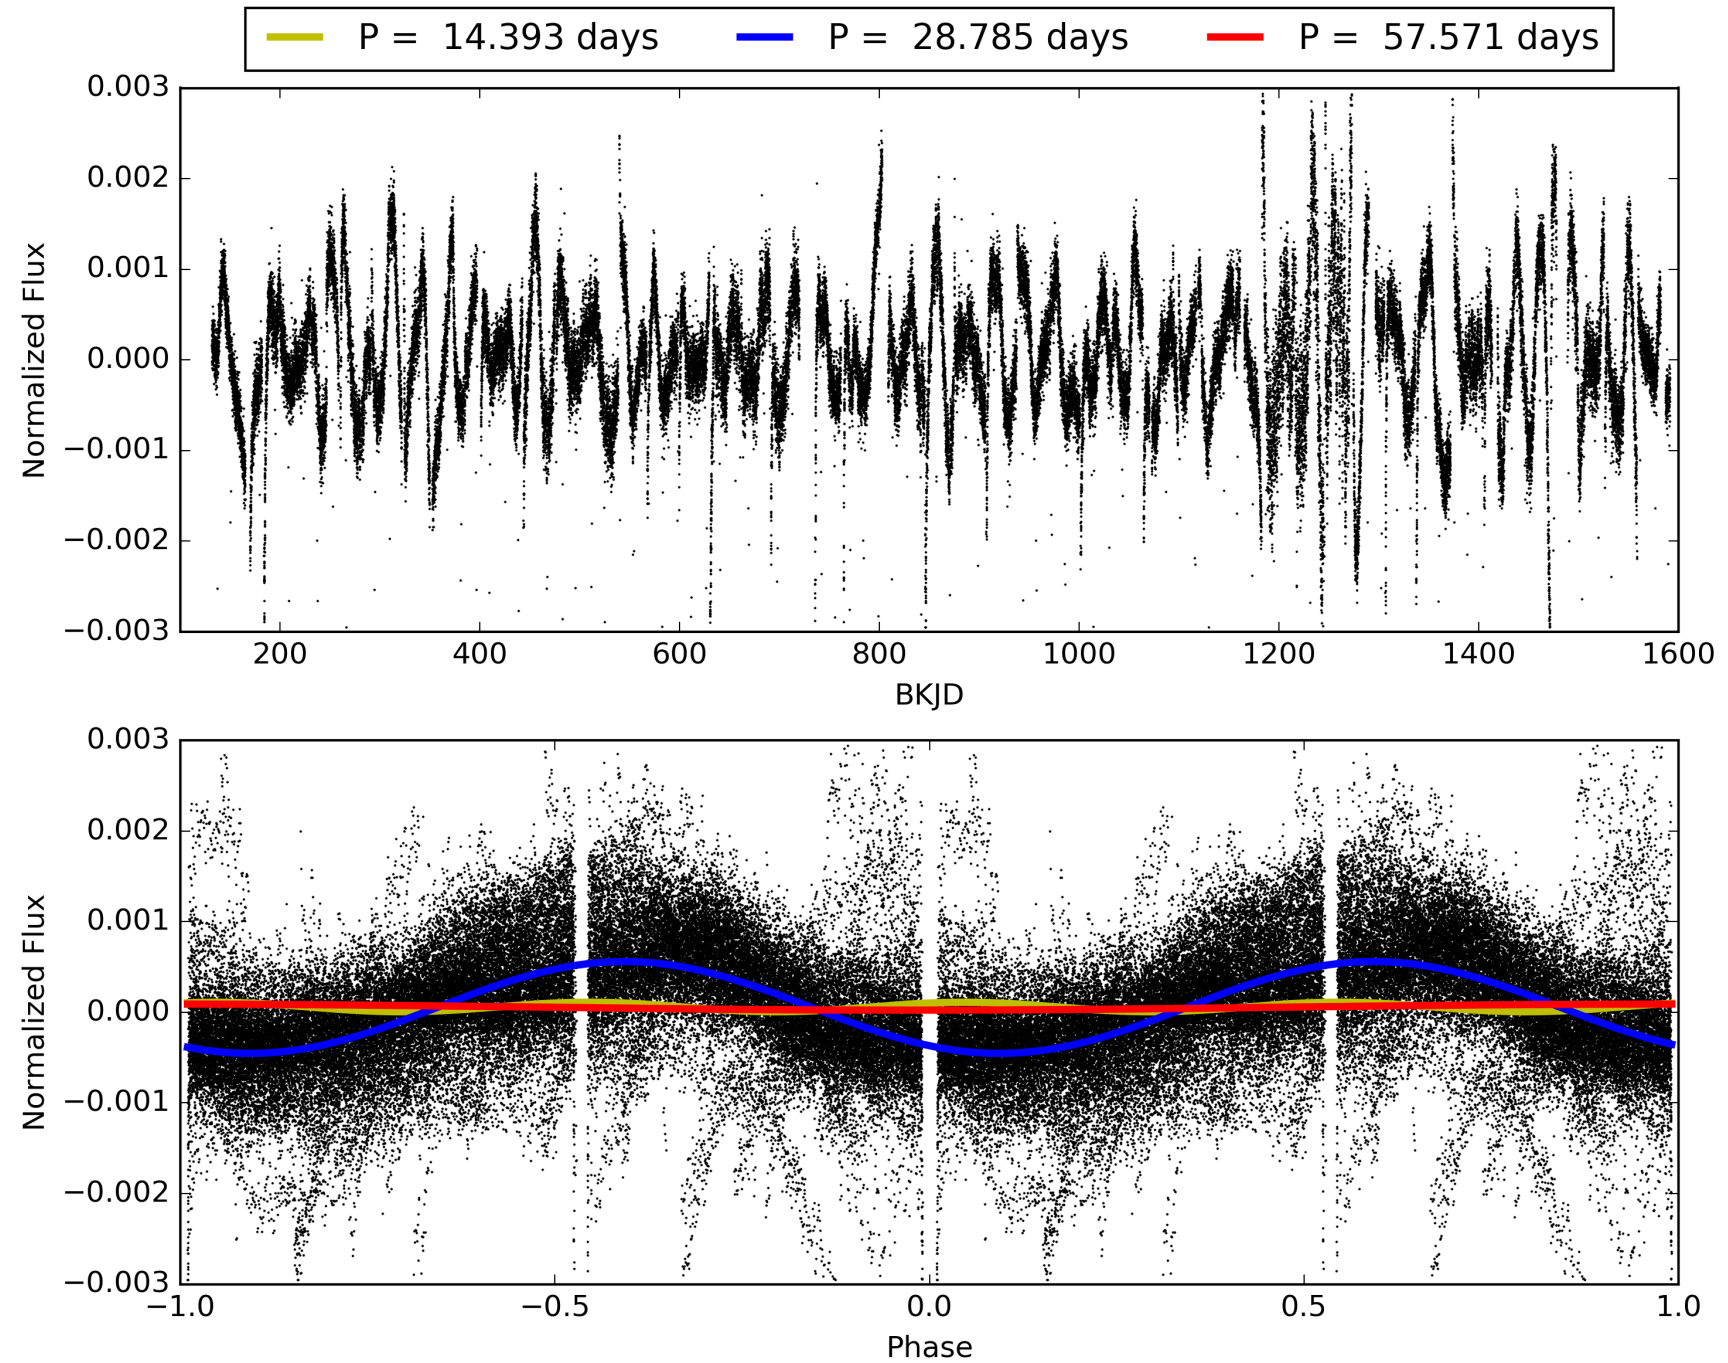 P = 14.393 days P = 28.785 days P = 57.571 days
0.003
0.002
0.001
0.000
−0.001
−0.002
−0.003
Normalized Flux
200 400 600 800 1000 1200 1400 1600
BKJD
0.003
0.002
0.001
0.000
−0.001
−0.002
−0.003
Normalized Flux
−1.0 −0.5 0.0 0.5 1.0
Phase